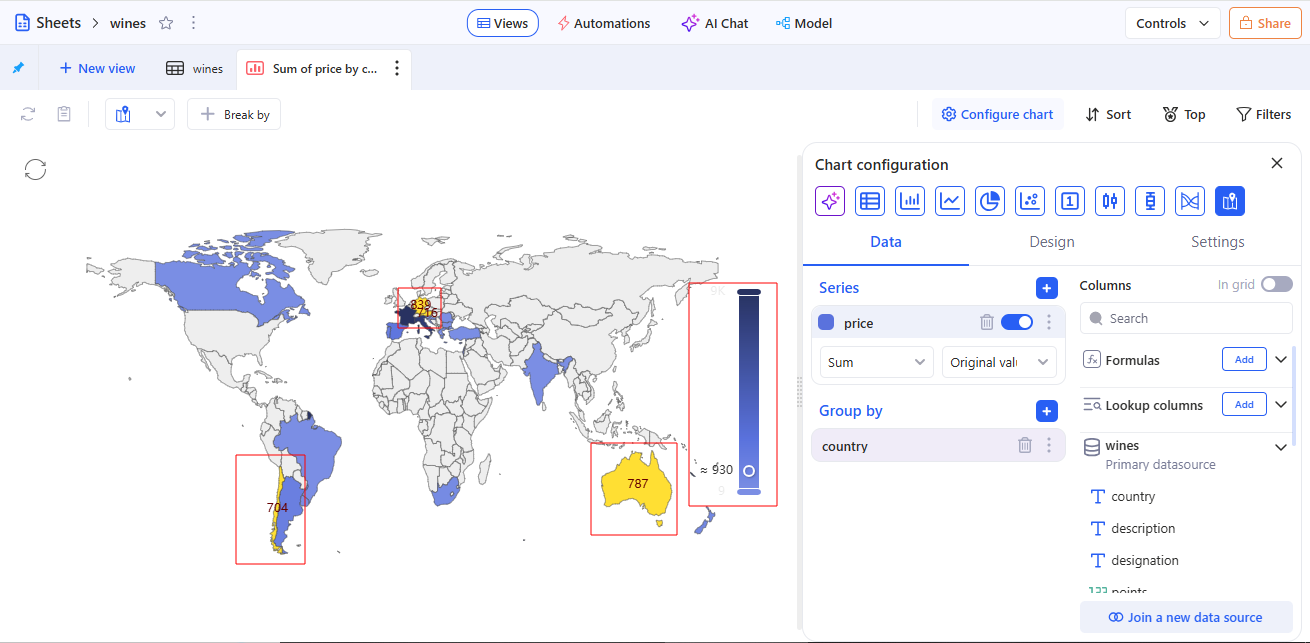 Sheets > wines
Views
Automations
AI Chat
Model
Controls
Share
+ New view
wines
Sum of price by c...
Break by
Configure chart
Sort
Top
Filters
Chart configuration
Data
Design
Settings
Series
price
Sum
Original valu
Group by
country
Columns
In grid
Search
Formulas
Add
Lookup columns
Add
wines
Primary datasource
country
description
designation
points
Join a new data source
9K
≈ 930
9
839
716
787
704